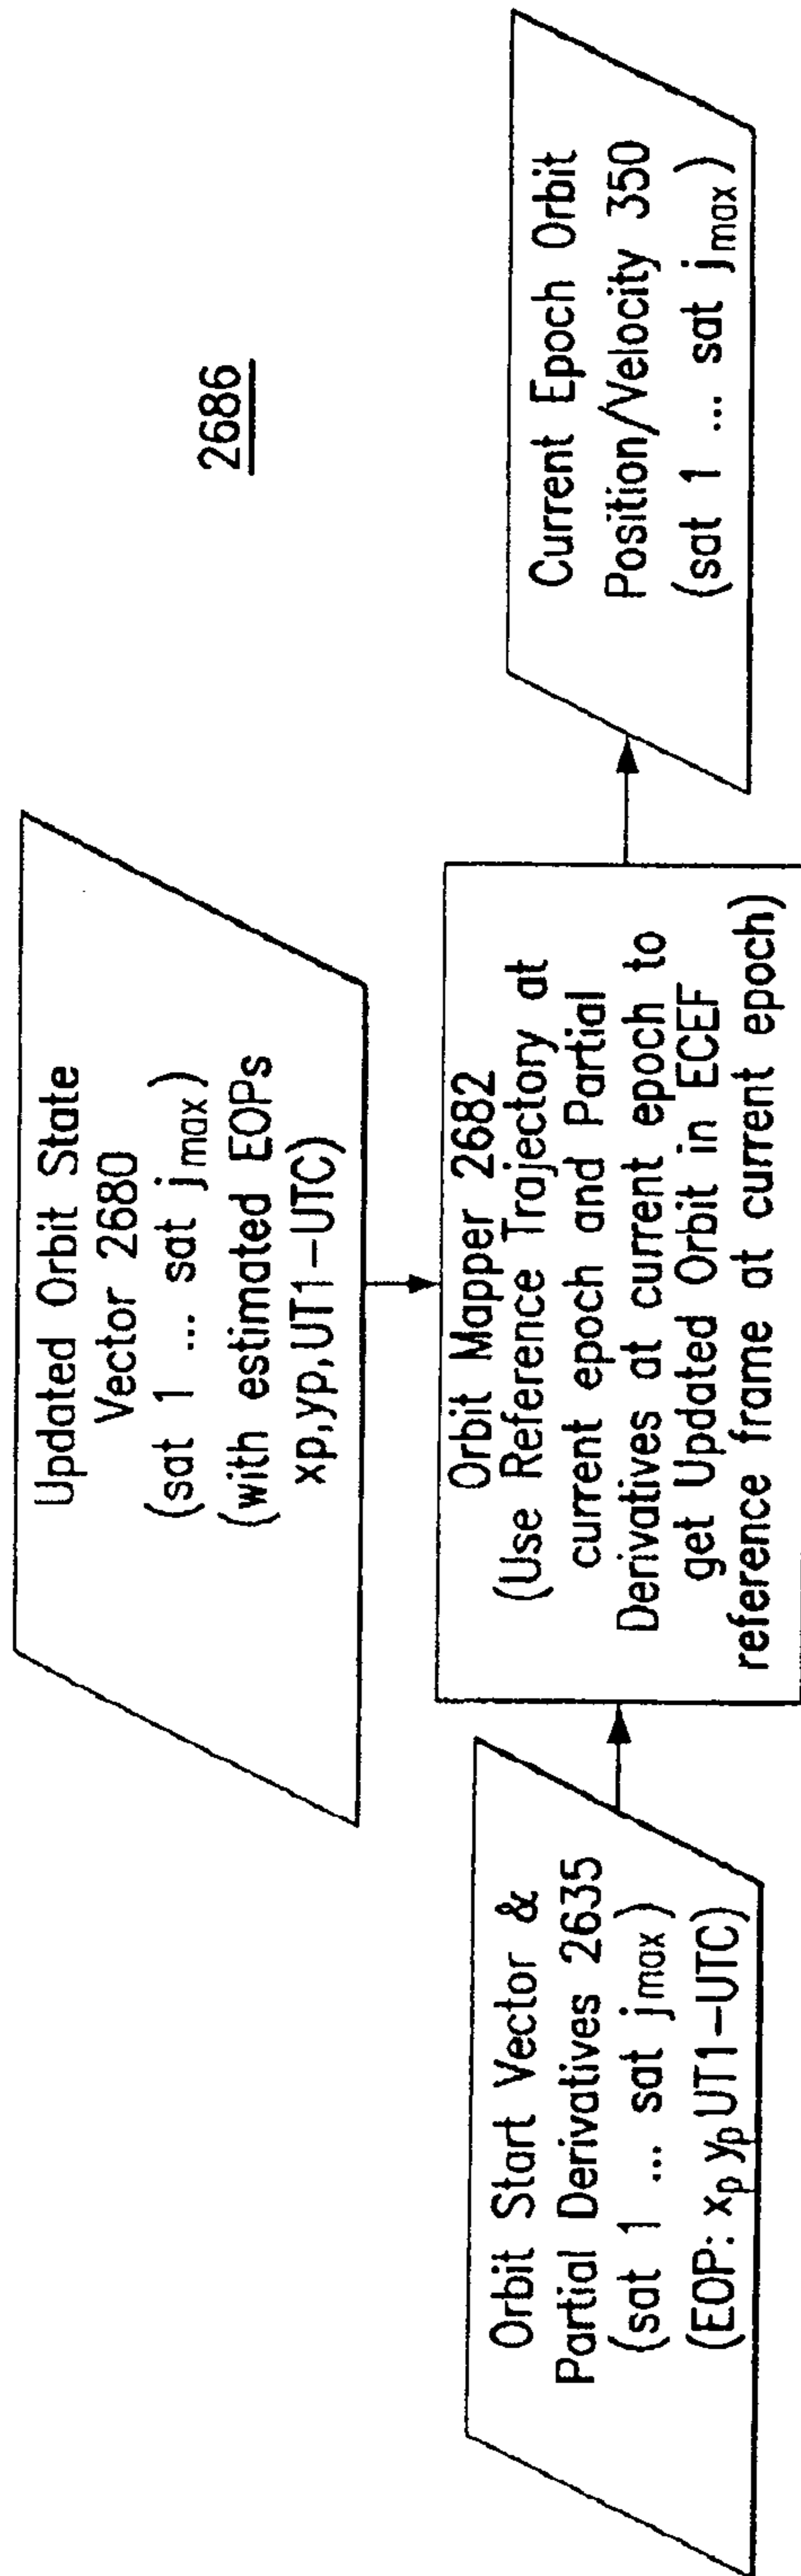 2686
Updated Orbit State
Vector 2680
(sat 1 ... sat jmax)
(with estimated EOPs
xp,yp,UT1-UTC)
Orbit Start Vector &
Partial Derivatives 2635
(sat 1 ... sat jmax)
(EOP: xp yp UT1-UTC)
Orbit Mapper 2682
(Use Reference Trajectory at
current epoch and Partial
Derivatives at current epoch to
get Updated Orbit in ECEF
reference frame at current epoch)
Current Epoch Orbit
Position/Velocity 350
(sat 1 ... sat jmax)